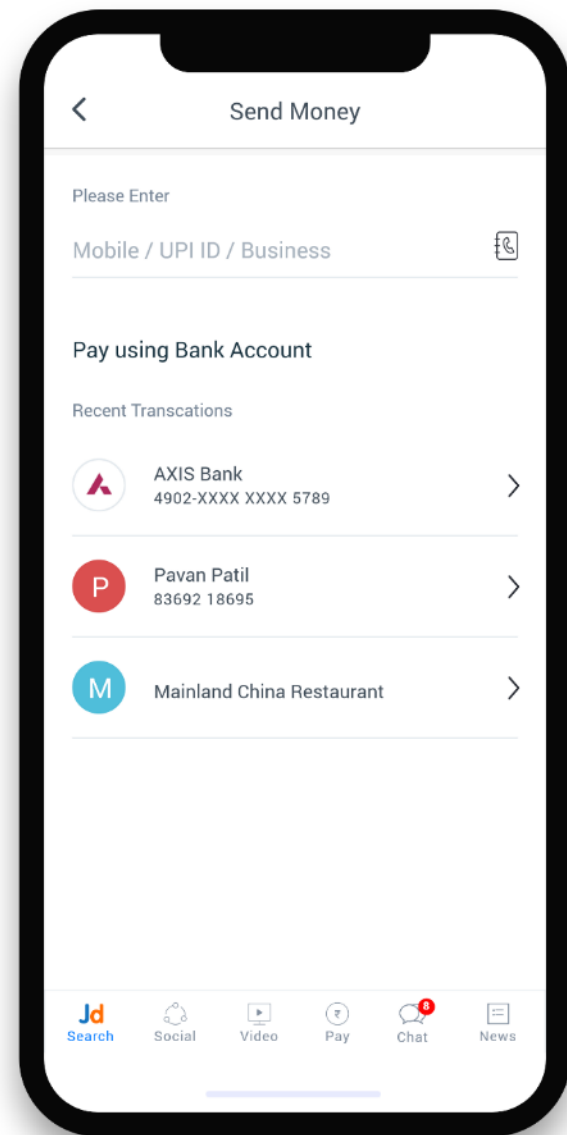 Send Money
Please Enter
Mobile / UPI ID / Business
Pay using Bank Account
Recent Transcations
AXIS Bank
4902-XXXX XXXX 5789
P
Pavan Patil
83692 18695
M
Mainland China Restaurant
Jd
8
Search Social Video Pay Chat News